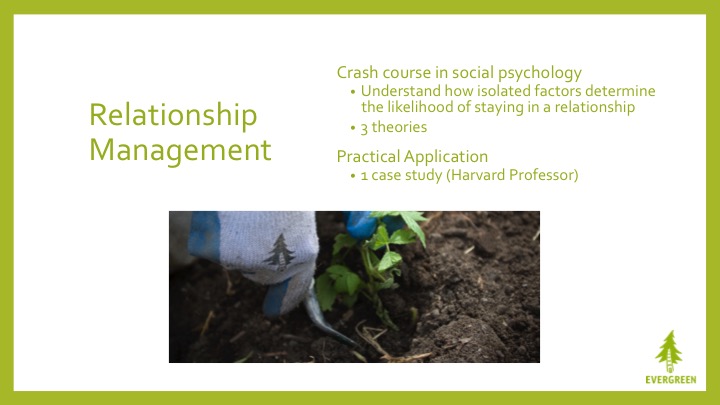 Relationship
Management
Crash course in social psychology
• Understand how isolated factors determine
the likelihood of staying in a relationship
• 3 theories
Practical Application
• 1 case study (Harvard Professor)
EVERGREEN